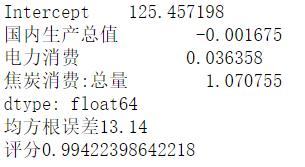 Intercept 125.457198
国内生产总值 -0.001675
电力消费 0.036358
焦炭消费:总量 1.070755
dtype: float64
均方根误差13.14
评分0.99422398642218